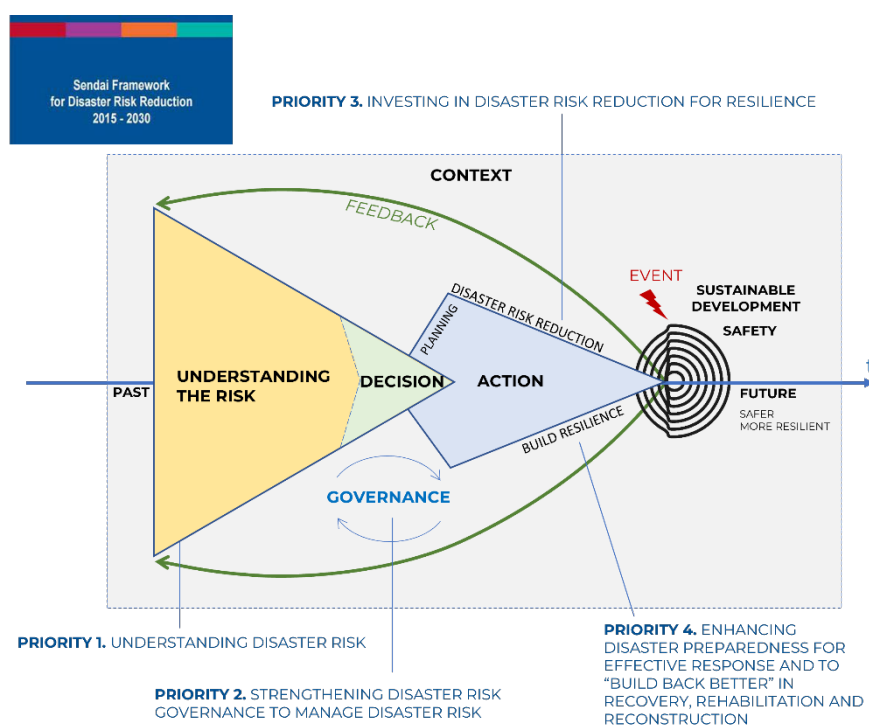 Sendai Framework
for Disaster Risk Reduction
2015 - 2030
PRIORITY 3. INVESTING IN DISASTER RISK REDUCTION FOR RESILIENCE
CONTEXT
FEEDBACK
EVENT
SUSTAINABLE
DEVELOPMENT
SAFETY
PLANNING
DISASTER RISK REDUCTION
PAST
UNDERSTANDING
THE RISK
DECISION
ACTION
t
FUTURE
SAFER
MORE RESILIENT
BUILD RESILIENCE
GOVERNANCE
PRIORITY 1. UNDERSTANDING DISASTER RISK
PRIORITY 2. STRENGTHENING DISASTER RISK
GOVERNANCE TO MANAGE DISASTER RISK
PRIORITY 4. ENHANCING
DISASTER PREPAREDNESS FOR
EFFECTIVE RESPONSE AND TO
“BUILD BACK BETTER” IN
RECOVERY, REHABILITATION AND
RECONSTRUCTION